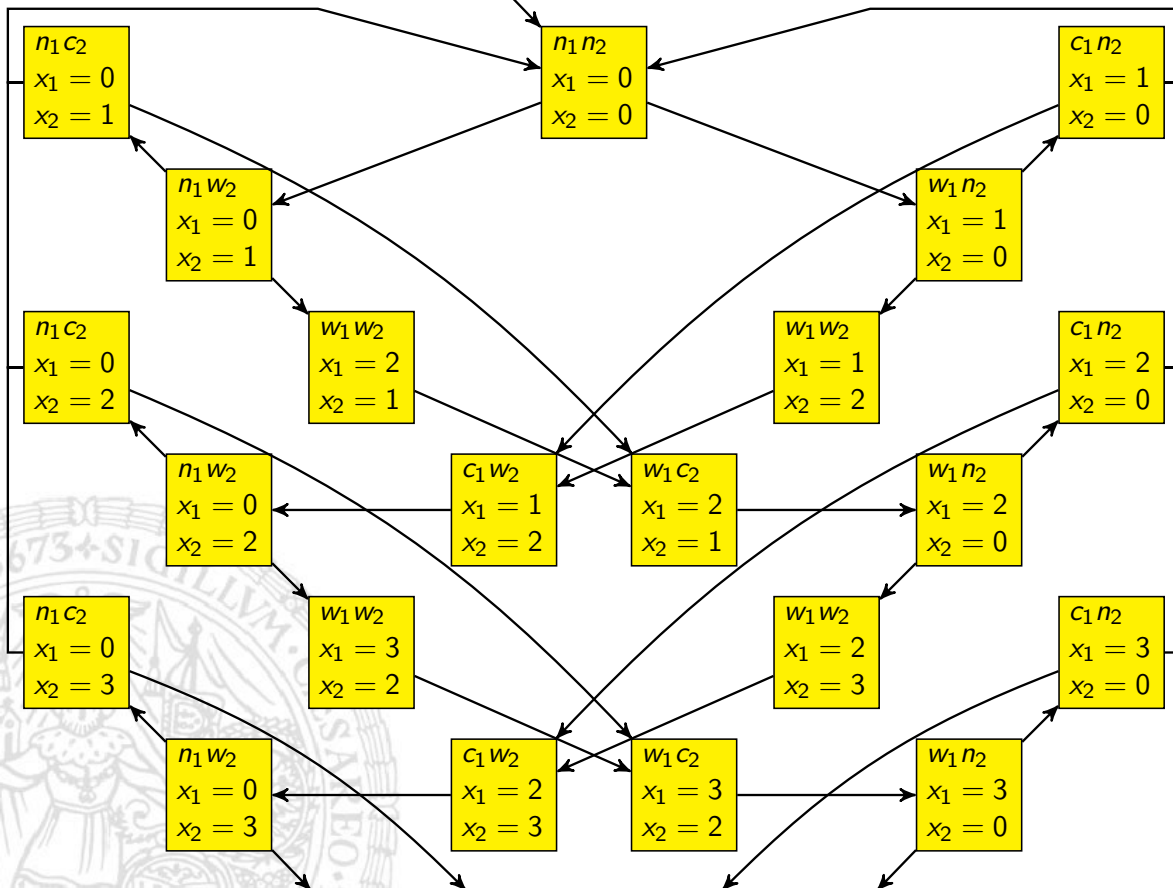 n₁c₂
x₁ = 0
x₂ = 1
n₁n₂
x₁ = 0
x₂ = 0
c₁n₂
x₁ = 1
x₂ = 0
n₁w₂
x₁ = 0
x₂ = 1
w₁n₂
x₁ = 1
x₂ = 0
n₁c₂
x₁ = 0
x₂ = 2
w₁w₂
x₁ = 2
x₂ = 1
w₁w₂
x₁ = 1
x₂ = 2
c₁n₂
x₁ = 2
x₂ = 0
n₁w₂
x₁ = 0
x₂ = 2
c₁w₂
x₁ = 1
x₂ = 2
w₁c₂
x₁ = 2
x₂ = 1
w₁n₂
x₁ = 2
x₂ = 0
n₁c₂
x₁ = 0
x₂ = 3
w₁w₂
x₁ = 3
x₂ = 2
w₁w₂
x₁ = 2
x₂ = 3
c₁n₂
x₁ = 3
x₂ = 0
n₁w₂
x₁ = 0
x₂ = 3
c₁w₂
x₁ = 2
x₂ = 3
w₁c₂
x₁ = 3
x₂ = 2
w₁n₂
x₁ = 3
x₂ = 0